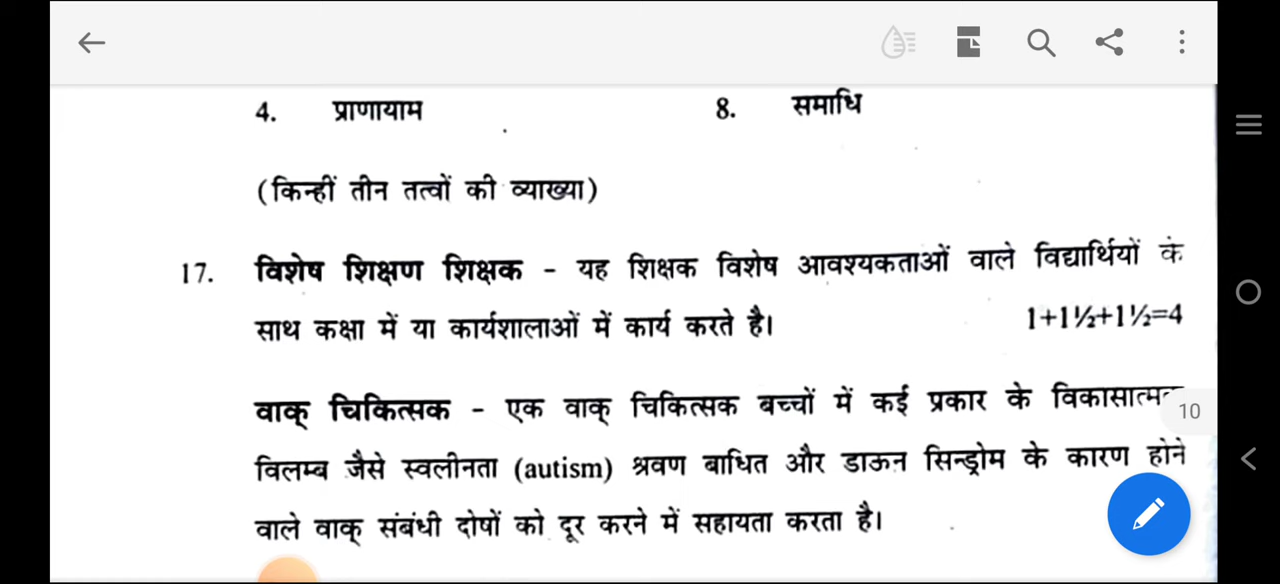 4. प्राणायाम 8. समाधि
(किन्हीं तीन तत्वों की व्याख्या)
17. विशेष शिक्षण शिक्षक - यह शिक्षक विशेष आवश्यकताओं वाले विद्यार्थियों के
साथ कक्षा में या कार्यशालाओं में कार्य करते है। 1+1½+1½=4
वाक् चिकित्सक - एक वाक् चिकित्सक बच्चों में कई प्रकार के विकासात्मक
10
विलम्ब जैसे स्वलीनता (autism) श्रवण बाधित और डाऊन सिन्ड्रोम के कारण होने
वाले वाक् संबंधी दोषों को दूर करने में सहायता करता है।